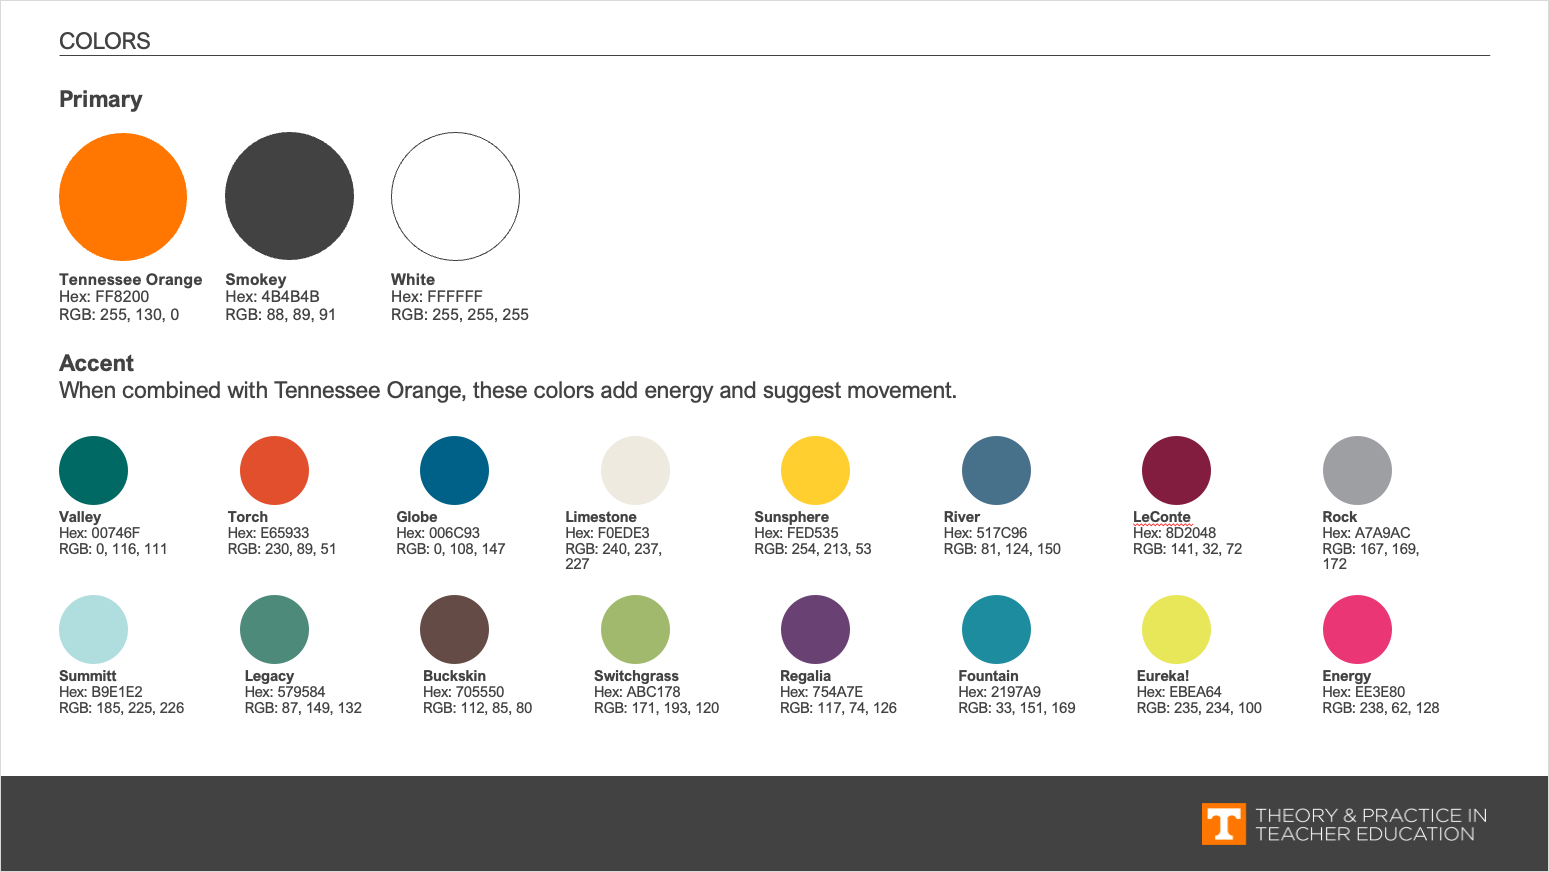 COLORS
Primary
Tennessee Orange
Hex: FF8200
RGB: 255, 130, 0
Smokey
Hex: 4B4B4B
RGB: 88, 89, 91
White
Hex: FFFFFF
RGB: 255, 255, 255
Accent
When combined with Tennessee Orange, these colors add energy and suggest movement.
Valley
Hex: 00746F
RGB: 0, 116, 111
Torch
Hex: E65933
RGB: 230, 89, 51
Globe
Hex: 006C93
RGB: 0, 108, 147
Limestone
Hex: F0EDE3
RGB: 240, 237,
227
Sunsphere
Hex: FED535
RGB: 254, 213, 53
River
Hex: 517C96
RGB: 81, 124, 150
LeConte
Hex: 8D2048
RGB: 141, 32, 72
Rock
Hex: A7A9AC
RGB: 167, 169,
172
Summitt
Hex: B9E1E2
RGB: 185, 225, 226
Legacy
Hex: 579584
RGB: 87, 149, 132
Buckskin
Hex: 705550
RGB: 112, 85, 80
Switchgrass
Hex: ABC178
RGB: 171, 193, 120
Regalia
Hex: 754A7E
RGB: 117, 74, 126
Fountain
Hex: 2197A9
RGB: 33, 151, 169
Eureka!
Hex: EBEA64
RGB: 235, 234, 100
Energy
Hex: EE3E80
RGB: 238, 62, 128
T
THEORY & PRACTICE IN
TEACHER EDUCATION